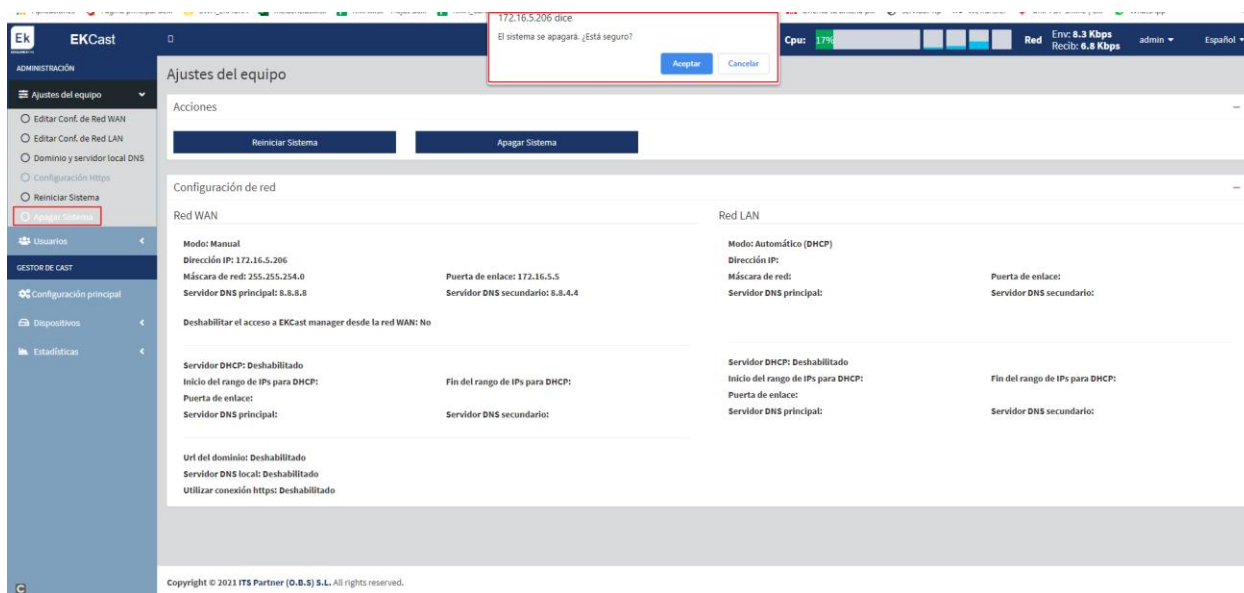 172.16.5.206 dice
El sistema se apagará. ¿Está seguro?
Aceptar Cancelar
Ek EKCast
Cpu: 17%
Red Env: 8.3 Kbps
Recib: 6.8 Kbps
admin
Español
ADMINISTRACIÓN
Ajustes del equipo
Editar Conf. de Red WAN
Editar Conf. de Red LAN
Dominio y servidor local DNS
Configuración Https
Reiniciar Sistema
Apagar Sistema
Usuarios
GESTOR DE CAST
Configuración principal
Dispositivos
Estadísticas
Ajustes del equipo
Acciones
Reiniciar Sistema Apagar Sistema
Configuración de red
Red WAN
Modo: Manual
Dirección IP: 172.16.5.206
Máscara de red: 255.255.254.0 Puerta de enlace: 172.16.5.5
Servidor DNS principal: 8.8.8.8 Servidor DNS secundario: 8.8.4.4
Deshabilitar el acceso a EKCast manager desde la red WAN: No
Servidor DHCP: Deshabilitado
Inicio del rango de IPs para DHCP: Fin del rango de IPs para DHCP:
Puerta de enlace:
Servidor DNS principal: Servidor DNS secundario:
Url del dominio: Deshabilitado
Servidor DNS local: Deshabilitado
Utilizar conexión https: Deshabilitado
Red LAN
Modo: Automático (DHCP)
Dirección IP:
Máscara de red: Puerta de enlace:
Servidor DNS principal: Servidor DNS secundario:
Servidor DHCP: Deshabilitado
Inicio del rango de IPs para DHCP: Fin del rango de IPs para DHCP:
Puerta de enlace:
Servidor DNS principal: Servidor DNS secundario:
Copyright © 2021 ITS Partner (O.B.S) S.L. All rights reserved.